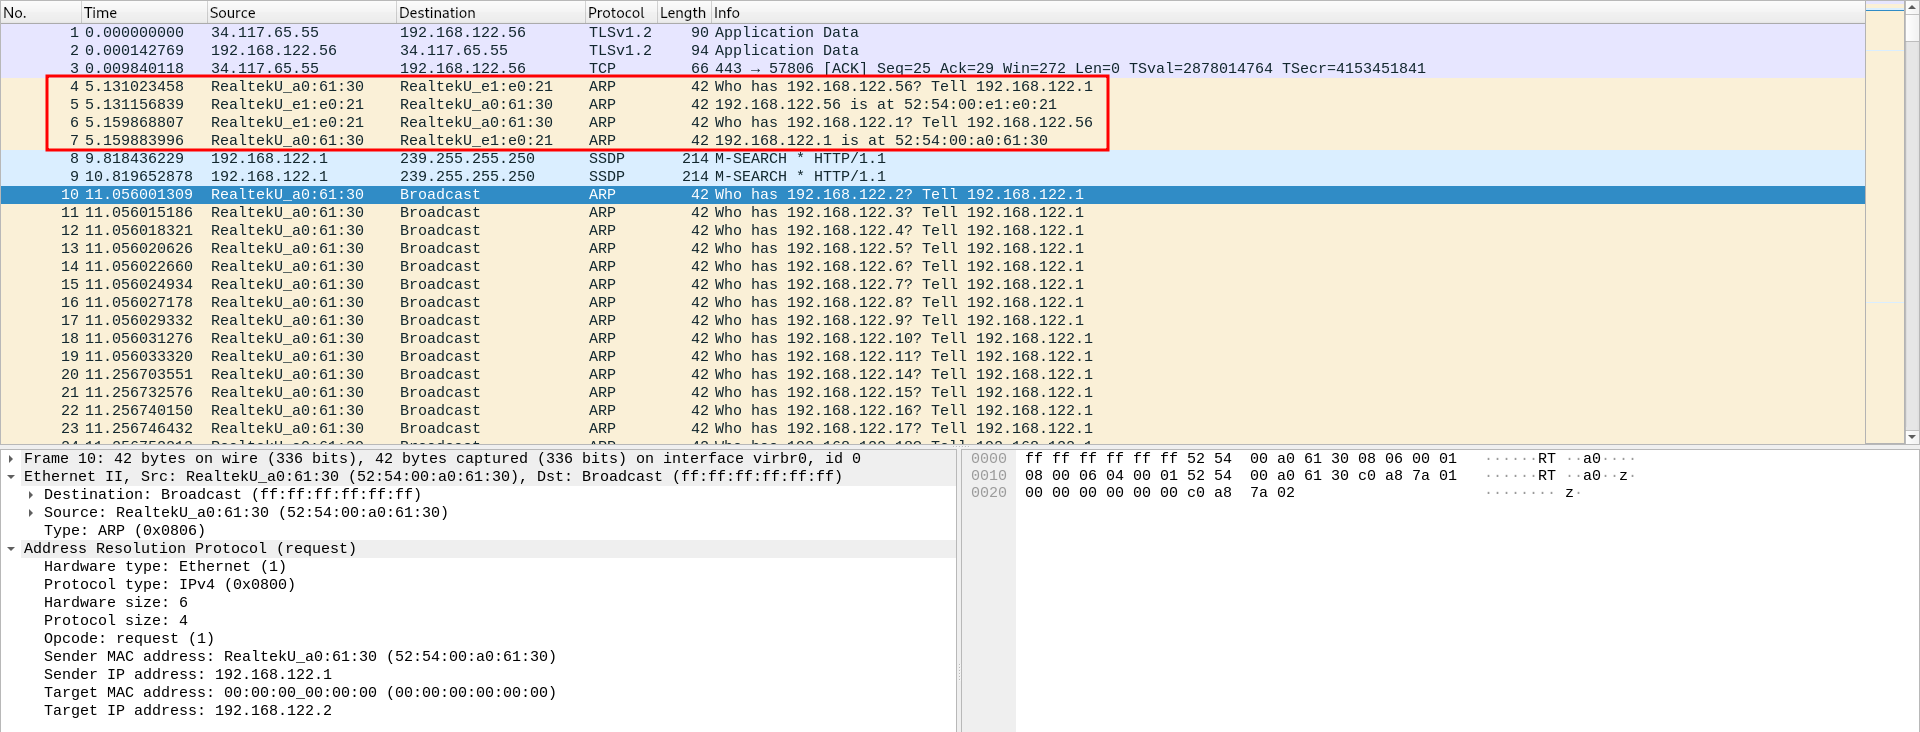 No. Time Source Destination Protocol Length Info
1 0.000000000 34.117.65.55 192.168.122.56 TLSv1.2 90 Application Data
2 0.000142769 192.168.122.56 34.117.65.55 TLSv1.2 94 Application Data
3 0.009840118 34.117.65.55 192.168.122.56 TCP 66 443 → 57806 [ACK] Seq=25 Ack=29 Win=272 Len=0 TSval=2878014764 TSecr=4153451841
4 5.131023458 RealtekU_a0:61:30 RealtekU_e1:e0:21 ARP 42 Who has 192.168.122.56? Tell 192.168.122.1
5 5.131156839 RealtekU_e1:e0:21 RealtekU_a0:61:30 ARP 42 192.168.122.56 is at 52:54:00:e1:e0:21
6 5.159868807 RealtekU_e1:e0:21 RealtekU_a0:61:30 ARP 42 Who has 192.168.122.1? Tell 192.168.122.56
7 5.159883996 RealtekU_a0:61:30 RealtekU_e1:e0:21 ARP 42 192.168.122.1 is at 52:54:00:a0:61:30
8 9.818436229 192.168.122.1 239.255.255.250 SSDP 214 M-SEARCH * HTTP/1.1
9 10.819652878 192.168.122.1 239.255.255.250 SSDP 214 M-SEARCH * HTTP/1.1
10 11.056001309 RealtekU_a0:61:30 Broadcast ARP 42 Who has 192.168.122.2? Tell 192.168.122.1
11 11.056015186 RealtekU_a0:61:30 Broadcast ARP 42 Who has 192.168.122.3? Tell 192.168.122.1
12 11.056018321 RealtekU_a0:61:30 Broadcast ARP 42 Who has 192.168.122.4? Tell 192.168.122.1
13 11.056020626 RealtekU_a0:61:30 Broadcast ARP 42 Who has 192.168.122.5? Tell 192.168.122.1
14 11.056022660 RealtekU_a0:61:30 Broadcast ARP 42 Who has 192.168.122.6? Tell 192.168.122.1
15 11.056024934 RealtekU_a0:61:30 Broadcast ARP 42 Who has 192.168.122.7? Tell 192.168.122.1
16 11.056027178 RealtekU_a0:61:30 Broadcast ARP 42 Who has 192.168.122.8? Tell 192.168.122.1
17 11.056029332 RealtekU_a0:61:30 Broadcast ARP 42 Who has 192.168.122.9? Tell 192.168.122.1
18 11.056031276 RealtekU_a0:61:30 Broadcast ARP 42 Who has 192.168.122.10? Tell 192.168.122.1
19 11.056033320 RealtekU_a0:61:30 Broadcast ARP 42 Who has 192.168.122.11? Tell 192.168.122.1
20 11.256703551 RealtekU_a0:61:30 Broadcast ARP 42 Who has 192.168.122.14? Tell 192.168.122.1
21 11.256732576 RealtekU_a0:61:30 Broadcast ARP 42 Who has 192.168.122.15? Tell 192.168.122.1
22 11.256740150 RealtekU_a0:61:30 Broadcast ARP 42 Who has 192.168.122.16? Tell 192.168.122.1
23 11.256746432 RealtekU_a0:61:30 Broadcast ARP 42 Who has 192.168.122.17? Tell 192.168.122.1
Frame 10: 42 bytes on wire (336 bits), 42 bytes captured (336 bits) on interface virbr0, id 0
Ethernet II, Src: RealtekU_a0:61:30 (52:54:00:a0:61:30), Dst: Broadcast (ff:ff:ff:ff:ff:ff)
Destination: Broadcast (ff:ff:ff:ff:ff:ff)
Source: RealtekU_a0:61:30 (52:54:00:a0:61:30)
Type: ARP (0x0806)
Address Resolution Protocol (request)
Hardware type: Ethernet (1)
Protocol type: IPv4 (0x0800)
Hardware size: 6
Protocol size: 4
Opcode: request (1)
Sender MAC address: RealtekU_a0:61:30 (52:54:00:a0:61:30)
Sender IP address: 192.168.122.1
Target MAC address: 00:00:00_00:00:00 (00:00:00:00:00:00)
Target IP address: 192.168.122.2
0000 ff ff ff ff ff ff 52 54 00 a0 61 30 08 06 00 01 ······RT ··a0····
0010 08 00 06 04 00 01 52 54 00 a0 61 30 c0 a8 7a 01 ······RT ··a0··z·
0020 00 00 00 00 00 00 c0 a8 7a 02 ········ z·